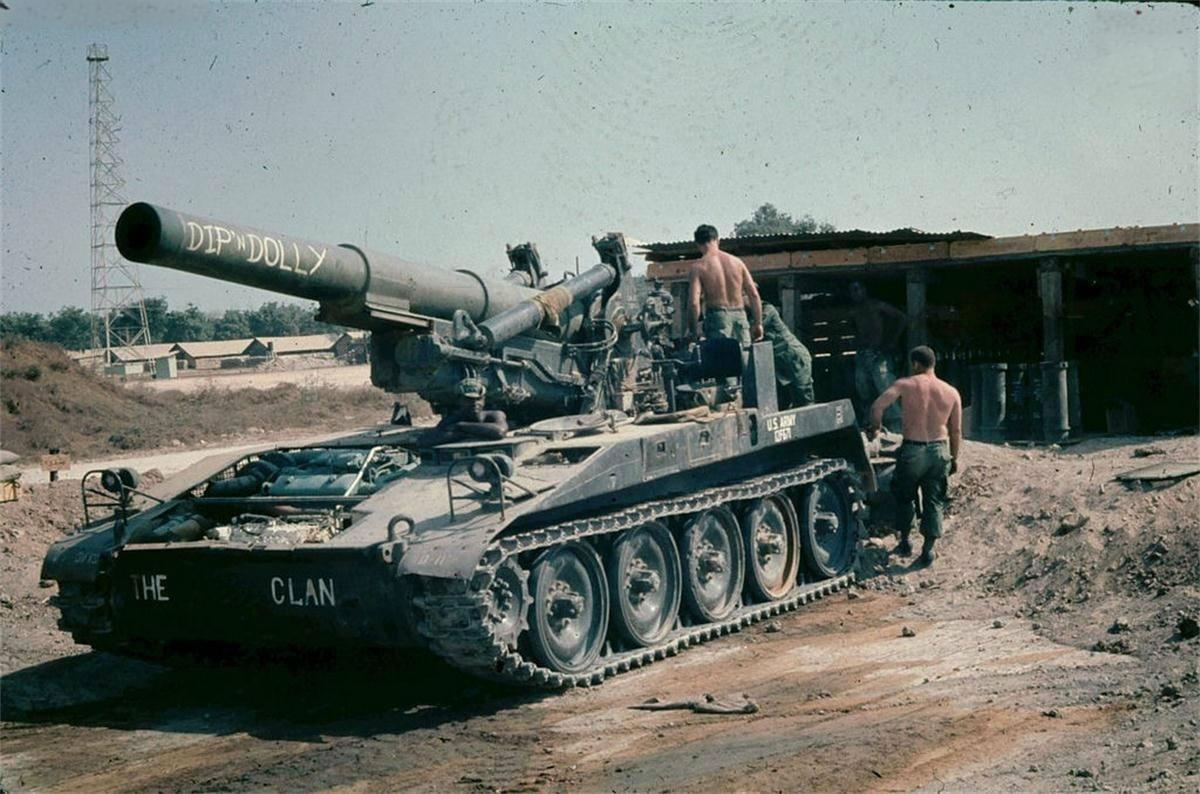 DIP'N DOLLY
U.S. ARMY
THE CLAN